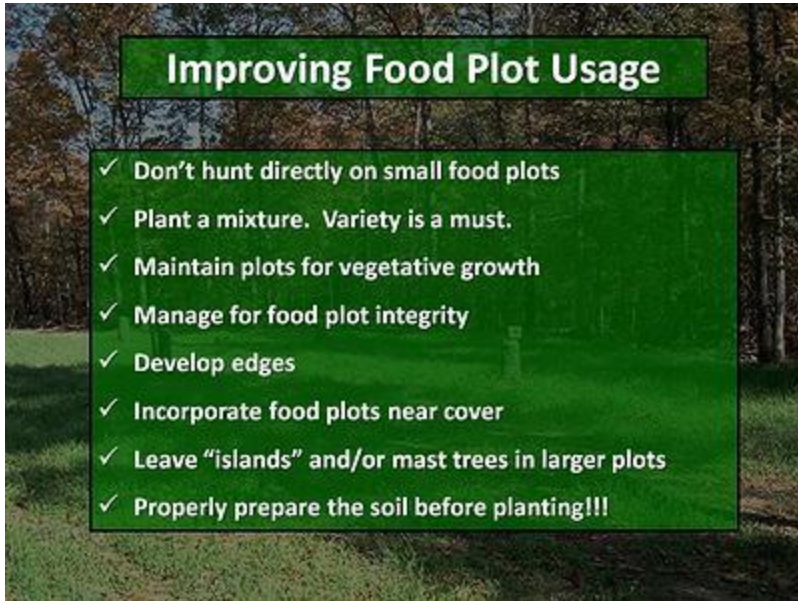 Improving Food Plot Usage
✓ Don’t hunt directly on small food plots
✓ Plant a mixture.  Variety is a must.
✓ Maintain plots for vegetative growth
✓ Manage for food plot integrity
✓ Develop edges
✓ Incorporate food plots near cover
✓ Leave “islands” and/or mast trees in larger plots
✓ Properly prepare the soil before planting!!!